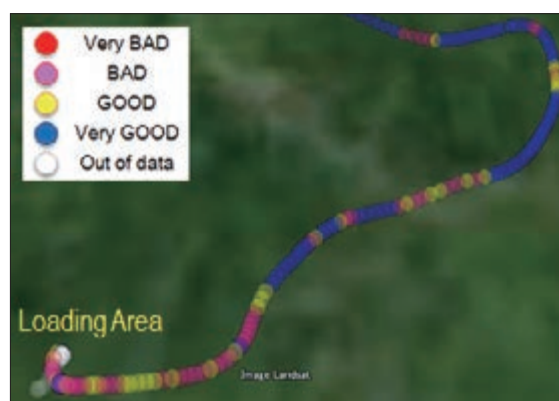 Very BAD
BAD
GOOD
Very GOOD
Out of data
Loading Area
Image Landsat